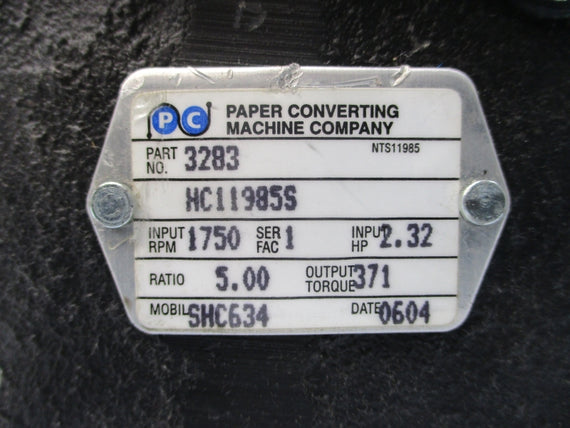 PC PAPER CONVERTING
MACHINE COMPANY
PART NO. 3283 NTS11985
HC11985S
INPUT RPM 1750 SER FAC 1 INPUT HP 2.32
RATIO 5.00 OUTPUT TORQUE 371
MOBIL SHC634 DATE 0604